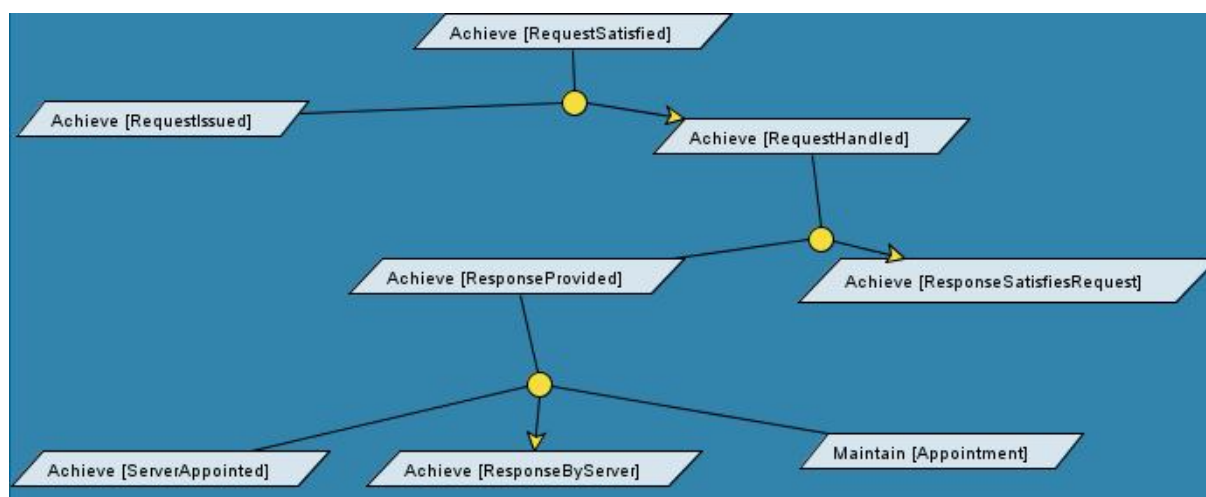 Achieve [RequestSatisfied]
Achieve [RequestIssued]
Achieve [RequestHandled]
Achieve [ResponseProvided]
Achieve [ResponseSatisfiesRequest]
Achieve [ServerAppointed]
Achieve [ResponseByServer]
Maintain [Appointment]